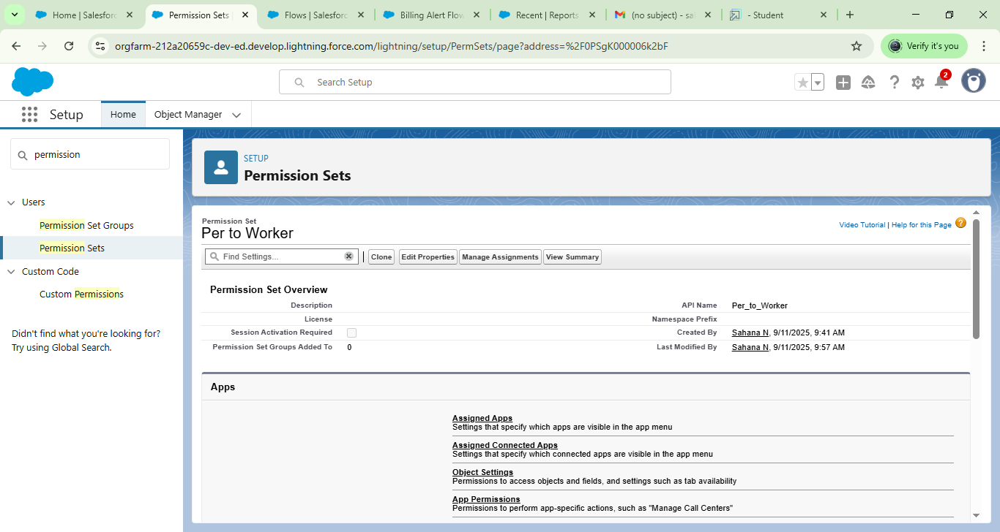 Home | Salesforc
Permission Sets |
Flows | Salesforc
Billing Alert Flow
Recent | Reports
(no subject) - sa
- Student
orgfarm-212a20659c-dev-ed.develop.lightning.force.com/lightning/setup/PermSets/page?address=%2F0PSgK000006k2bF
Verify it's you
Search Setup
2
Setup
Home
Object Manager
permission
Users
Permission Set Groups
Permission Sets
Custom Code
Custom Permissions
Didn't find what you're looking for?
Try using Global Search.
SETUP
Permission Sets
Permission Set
Per to Worker
Video Tutorial | Help for this Page
Find Settings...
Clone
Edit Properties
Manage Assignments
View Summary
Permission Set Overview
Description
API Name Per_to_Worker
License
Namespace Prefix
Session Activation Required
Created By Sahana N, 9/11/2025, 9:41 AM
Permission Set Groups Added To 0
Last Modified By Sahana N, 9/11/2025, 9:57 AM
Apps
Assigned Apps
Settings that specify which apps are visible in the app menu
Assigned Connected Apps
Settings that specify which connected apps are visible in the app menu
Object Settings
Permissions to access objects and fields, and settings such as tab availability
App Permissions
Permissions to perform app-specific actions, such as "Manage Call Centers"